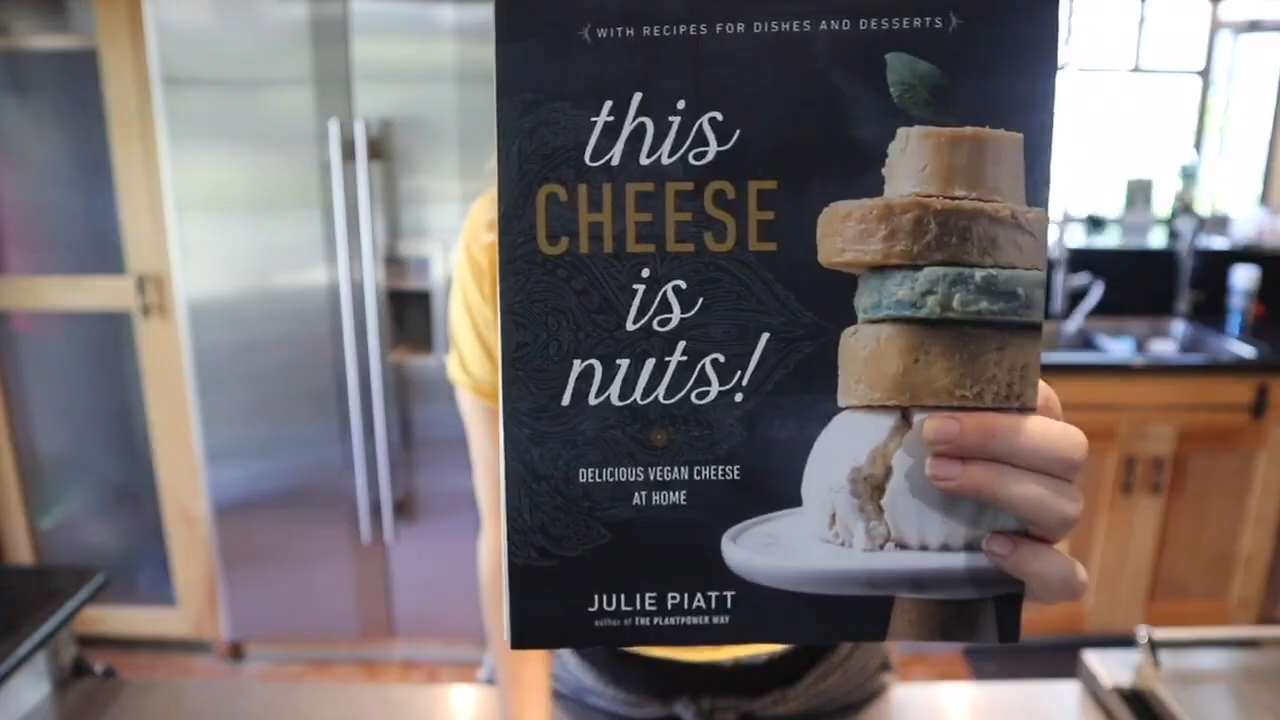 WITH RECIPES FOR DISHES AND DESSERTS
this
CHEESE
is
nuts!
DELICIOUS VEGAN CHEESE
AT HOME
JULIE PIATT
author of THE PLANTPOWER WAY